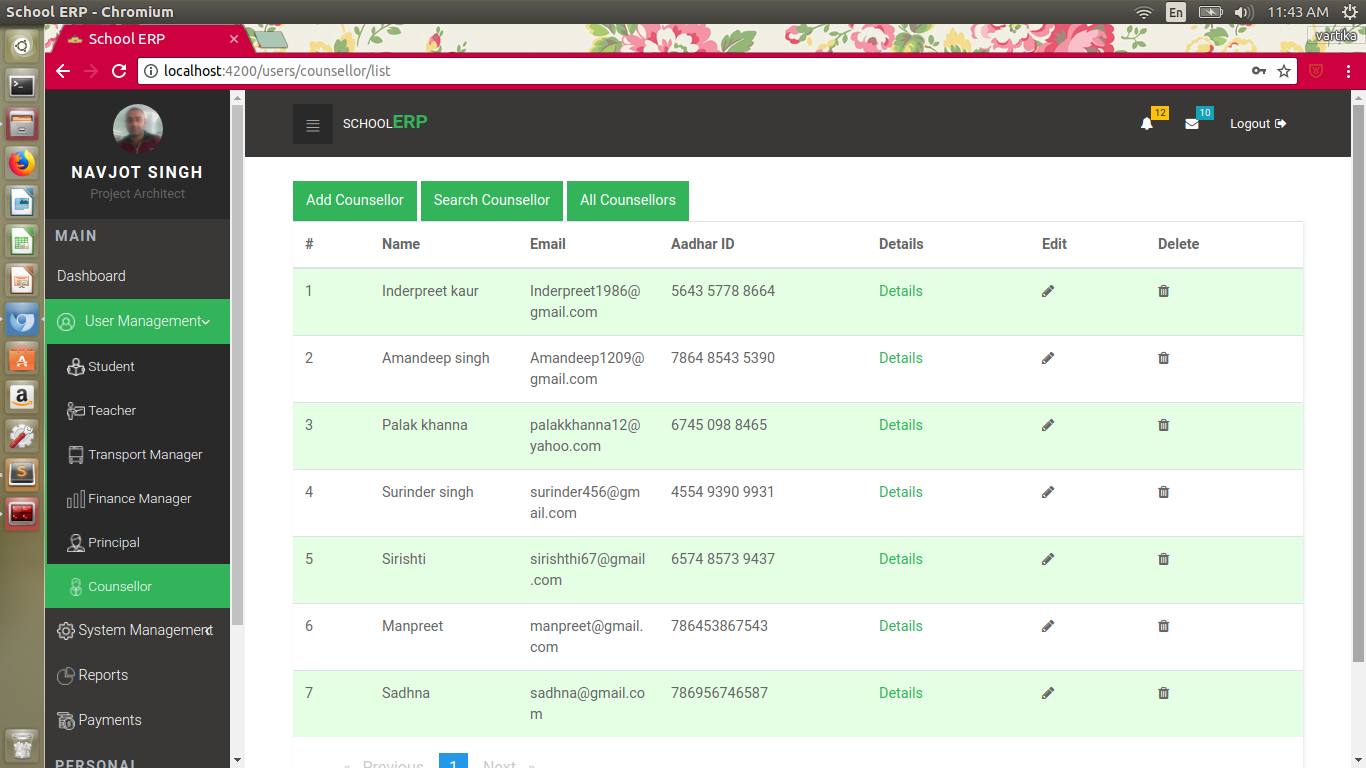 School ERP - Chromium
En
11:43 AM
School ERP
vartika
localhost:4200/users/counsellor/list
NAVJOT SINGH
Project Architect
SCHOOLERP
12
10
Logout
MAIN
Dashboard
User Management
Student
Teacher
Transport Manager
Finance Manager
Principal
Counsellor
System Management
Reports
Payments
PERSONAL
Add Counsellor
Search Counsellor
All Counsellors
# Name Email Aadhar ID Details Edit Delete
1 Inderpreet kaur Inderpreet1986@ 5643 5778 8664 Details
gmail.com
2 Amandeep singh Amandeep1209@ 7864 8543 5390 Details
gmail.com
3 Palak khanna palakkhanna12@ 6745 098 8465 Details
yahoo.com
4 Surinder singh surinder456@gm 4554 9390 9931 Details
ail.com
5 Sirishti sirishthi67@gmail 6574 8573 9437 Details
.com
6 Manpreet manpreet@gmail. 786453867543 Details
com
7 Sadhna sadhna@gmail.co 786956746587 Details
m
« Previous 1 Next »